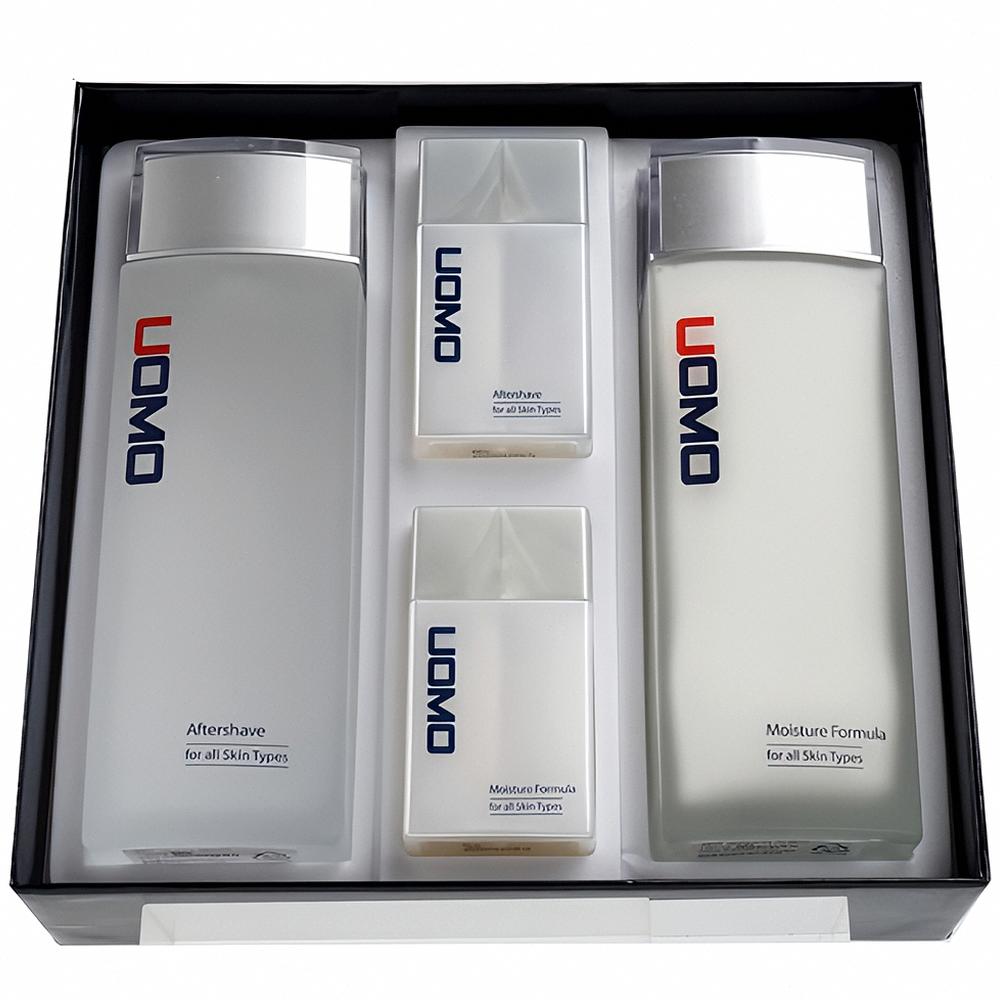 UOMO
Aftershave
for all Skin Types
UOMO
Aftershave
for all Skin Types
UOMO
Moisture Formula
for all Skin Types
UOMO
Moisture Formula
for all Skin Types